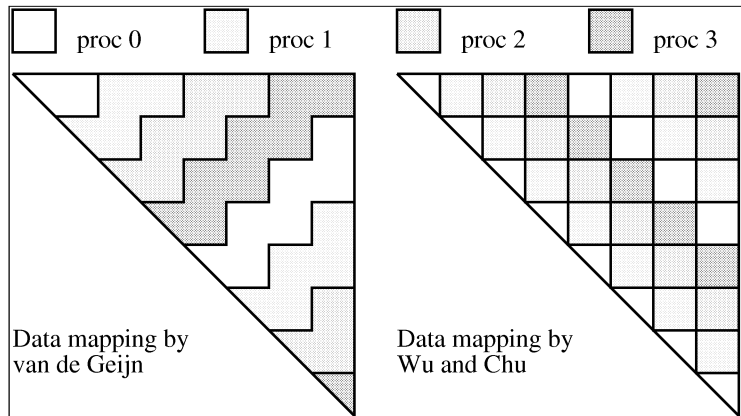 proc 0 proc 1 proc 2 proc 3
Data mapping by
van de Geijn
Data mapping by
Wu and Chu